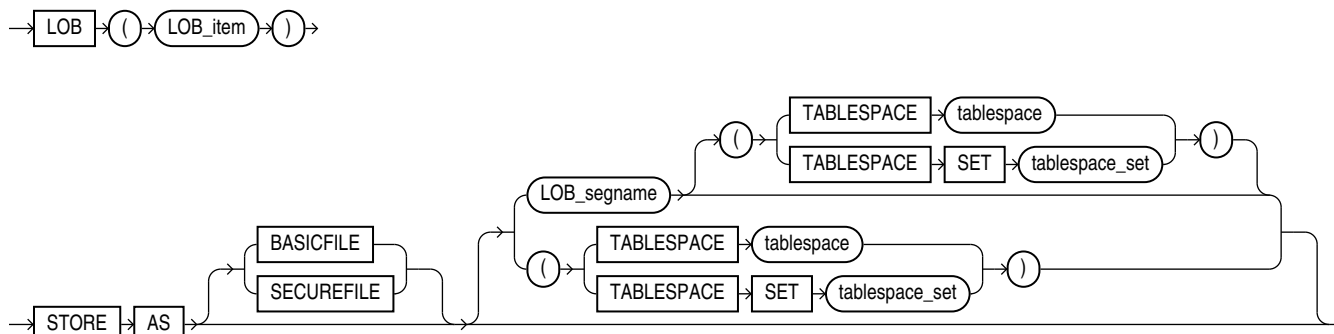 LOB ( LOB_item )
TABLESPACE tablespace
( )
TABLESPACE SET tablespace_set
LOB_segname
BASICFILE TABLESPACE tablespace
( )
SECUREFILE TABLESPACE SET tablespace_set
STORE AS